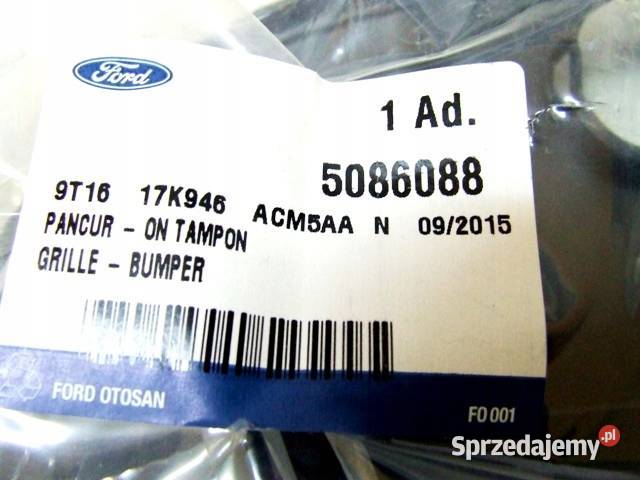 Ford
1 Ad.
5086088
9T16 17K946 ACM5AA N 09/2015
PANCUR - ON TAMPON
GRILLE - BUMPER
FORD OTOSAN
FO 001
Sprzedajemy.pl